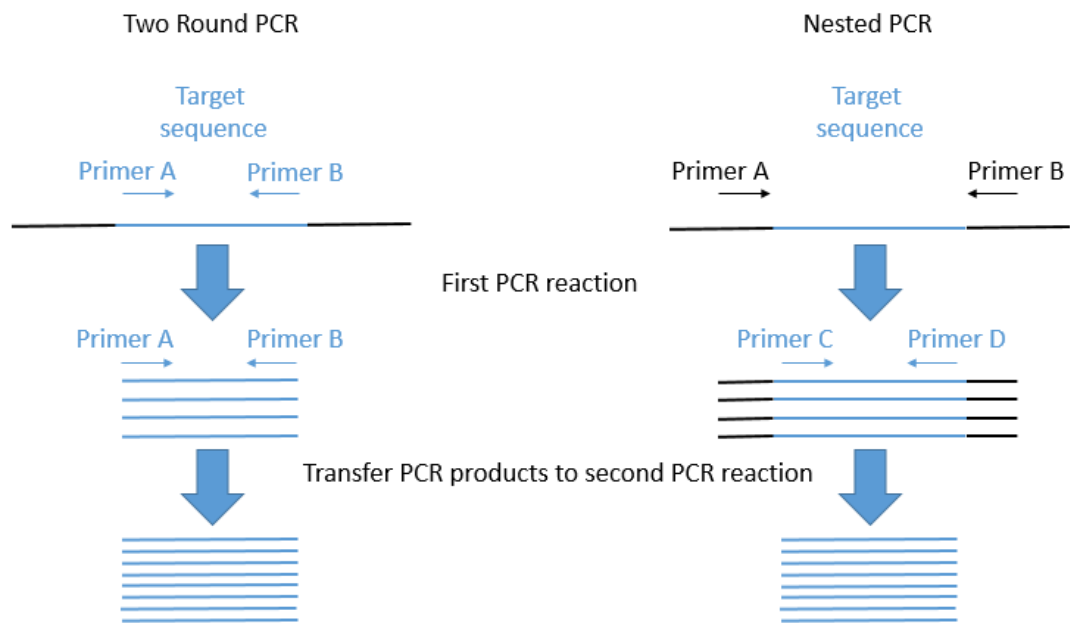 Two Round PCR
Nested PCR
Target
sequence
Target
sequence
Primer A
Primer B
Primer A
Primer B
First PCR reaction
Primer A
Primer B
Primer C
Primer D
Transfer PCR products to second PCR reaction